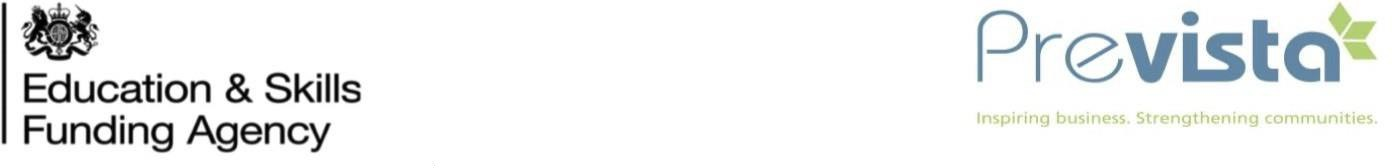 Education & Skills
Funding Agency
Prevista
Inspiring business. Strengthening communities.